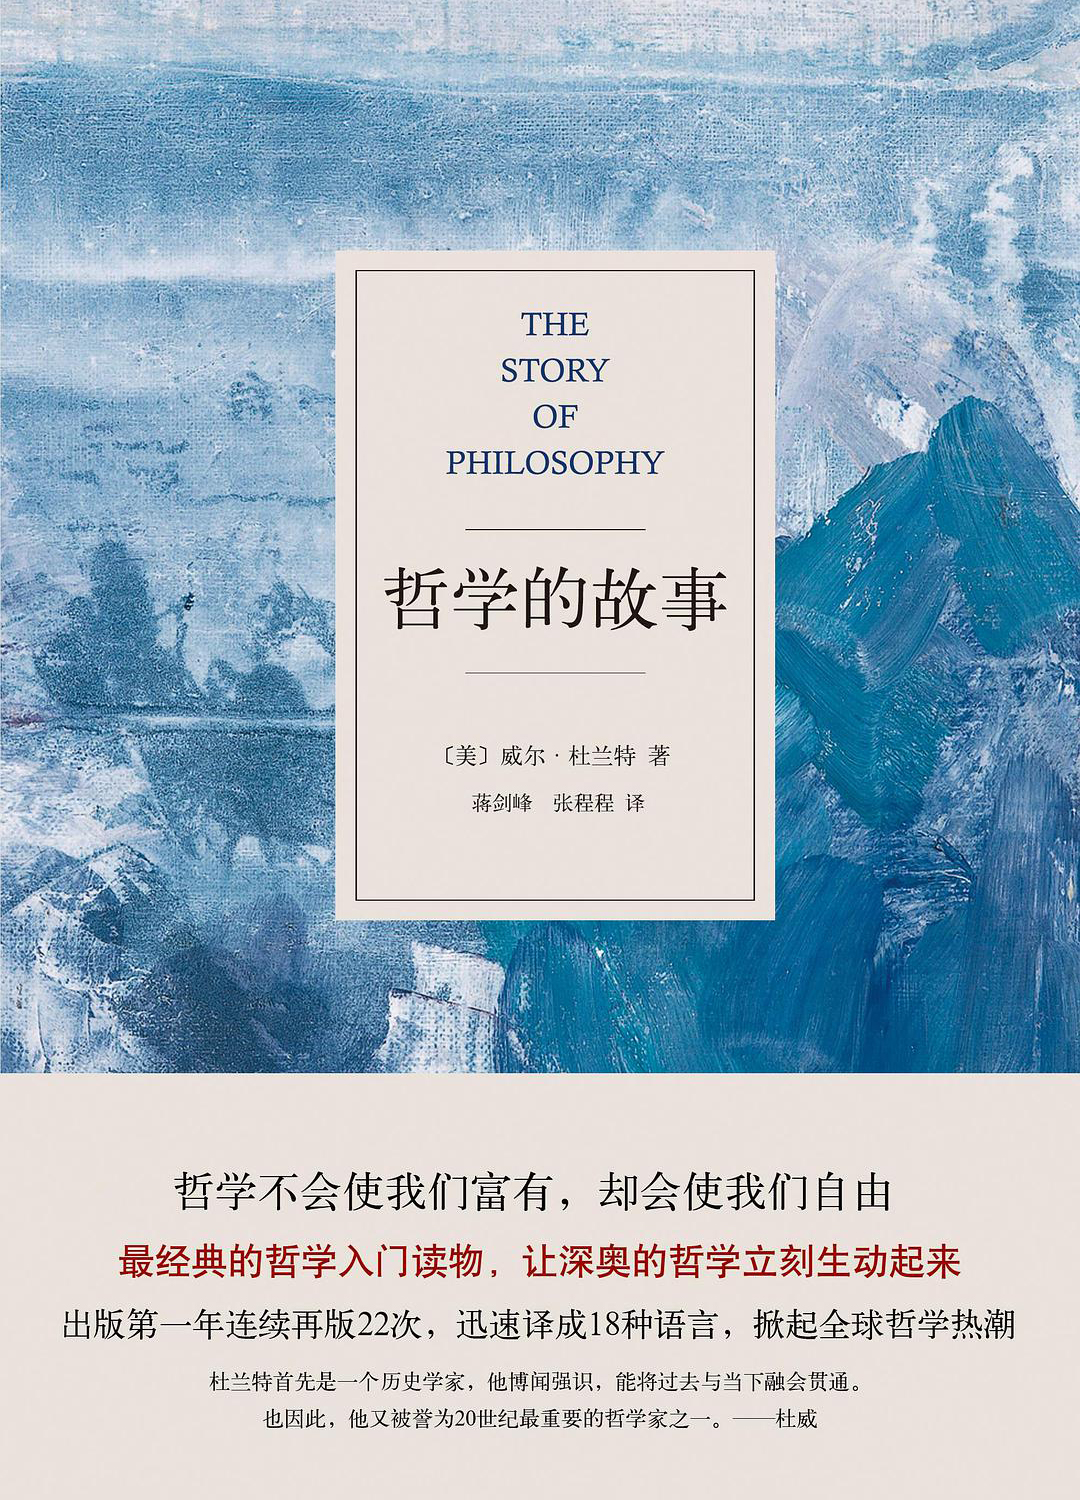 THE
STORY
OF
PHILOSOPHY
哲学的故事
〔美〕威尔·杜兰特 著
蒋剑峰 张程程 译
哲学不会使我们富有，却会使我们自由
最经典的哲学入门读物，让深奥的哲学立刻生动起来
出版第一年连续再版22次，迅速译成18种语言，掀起全球哲学热潮
杜兰特首先是一个历史学家，他博闻强识，能将过去与当下融会贯通。
也因此，他又被誉为20世纪最重要的哲学家之一。——杜威